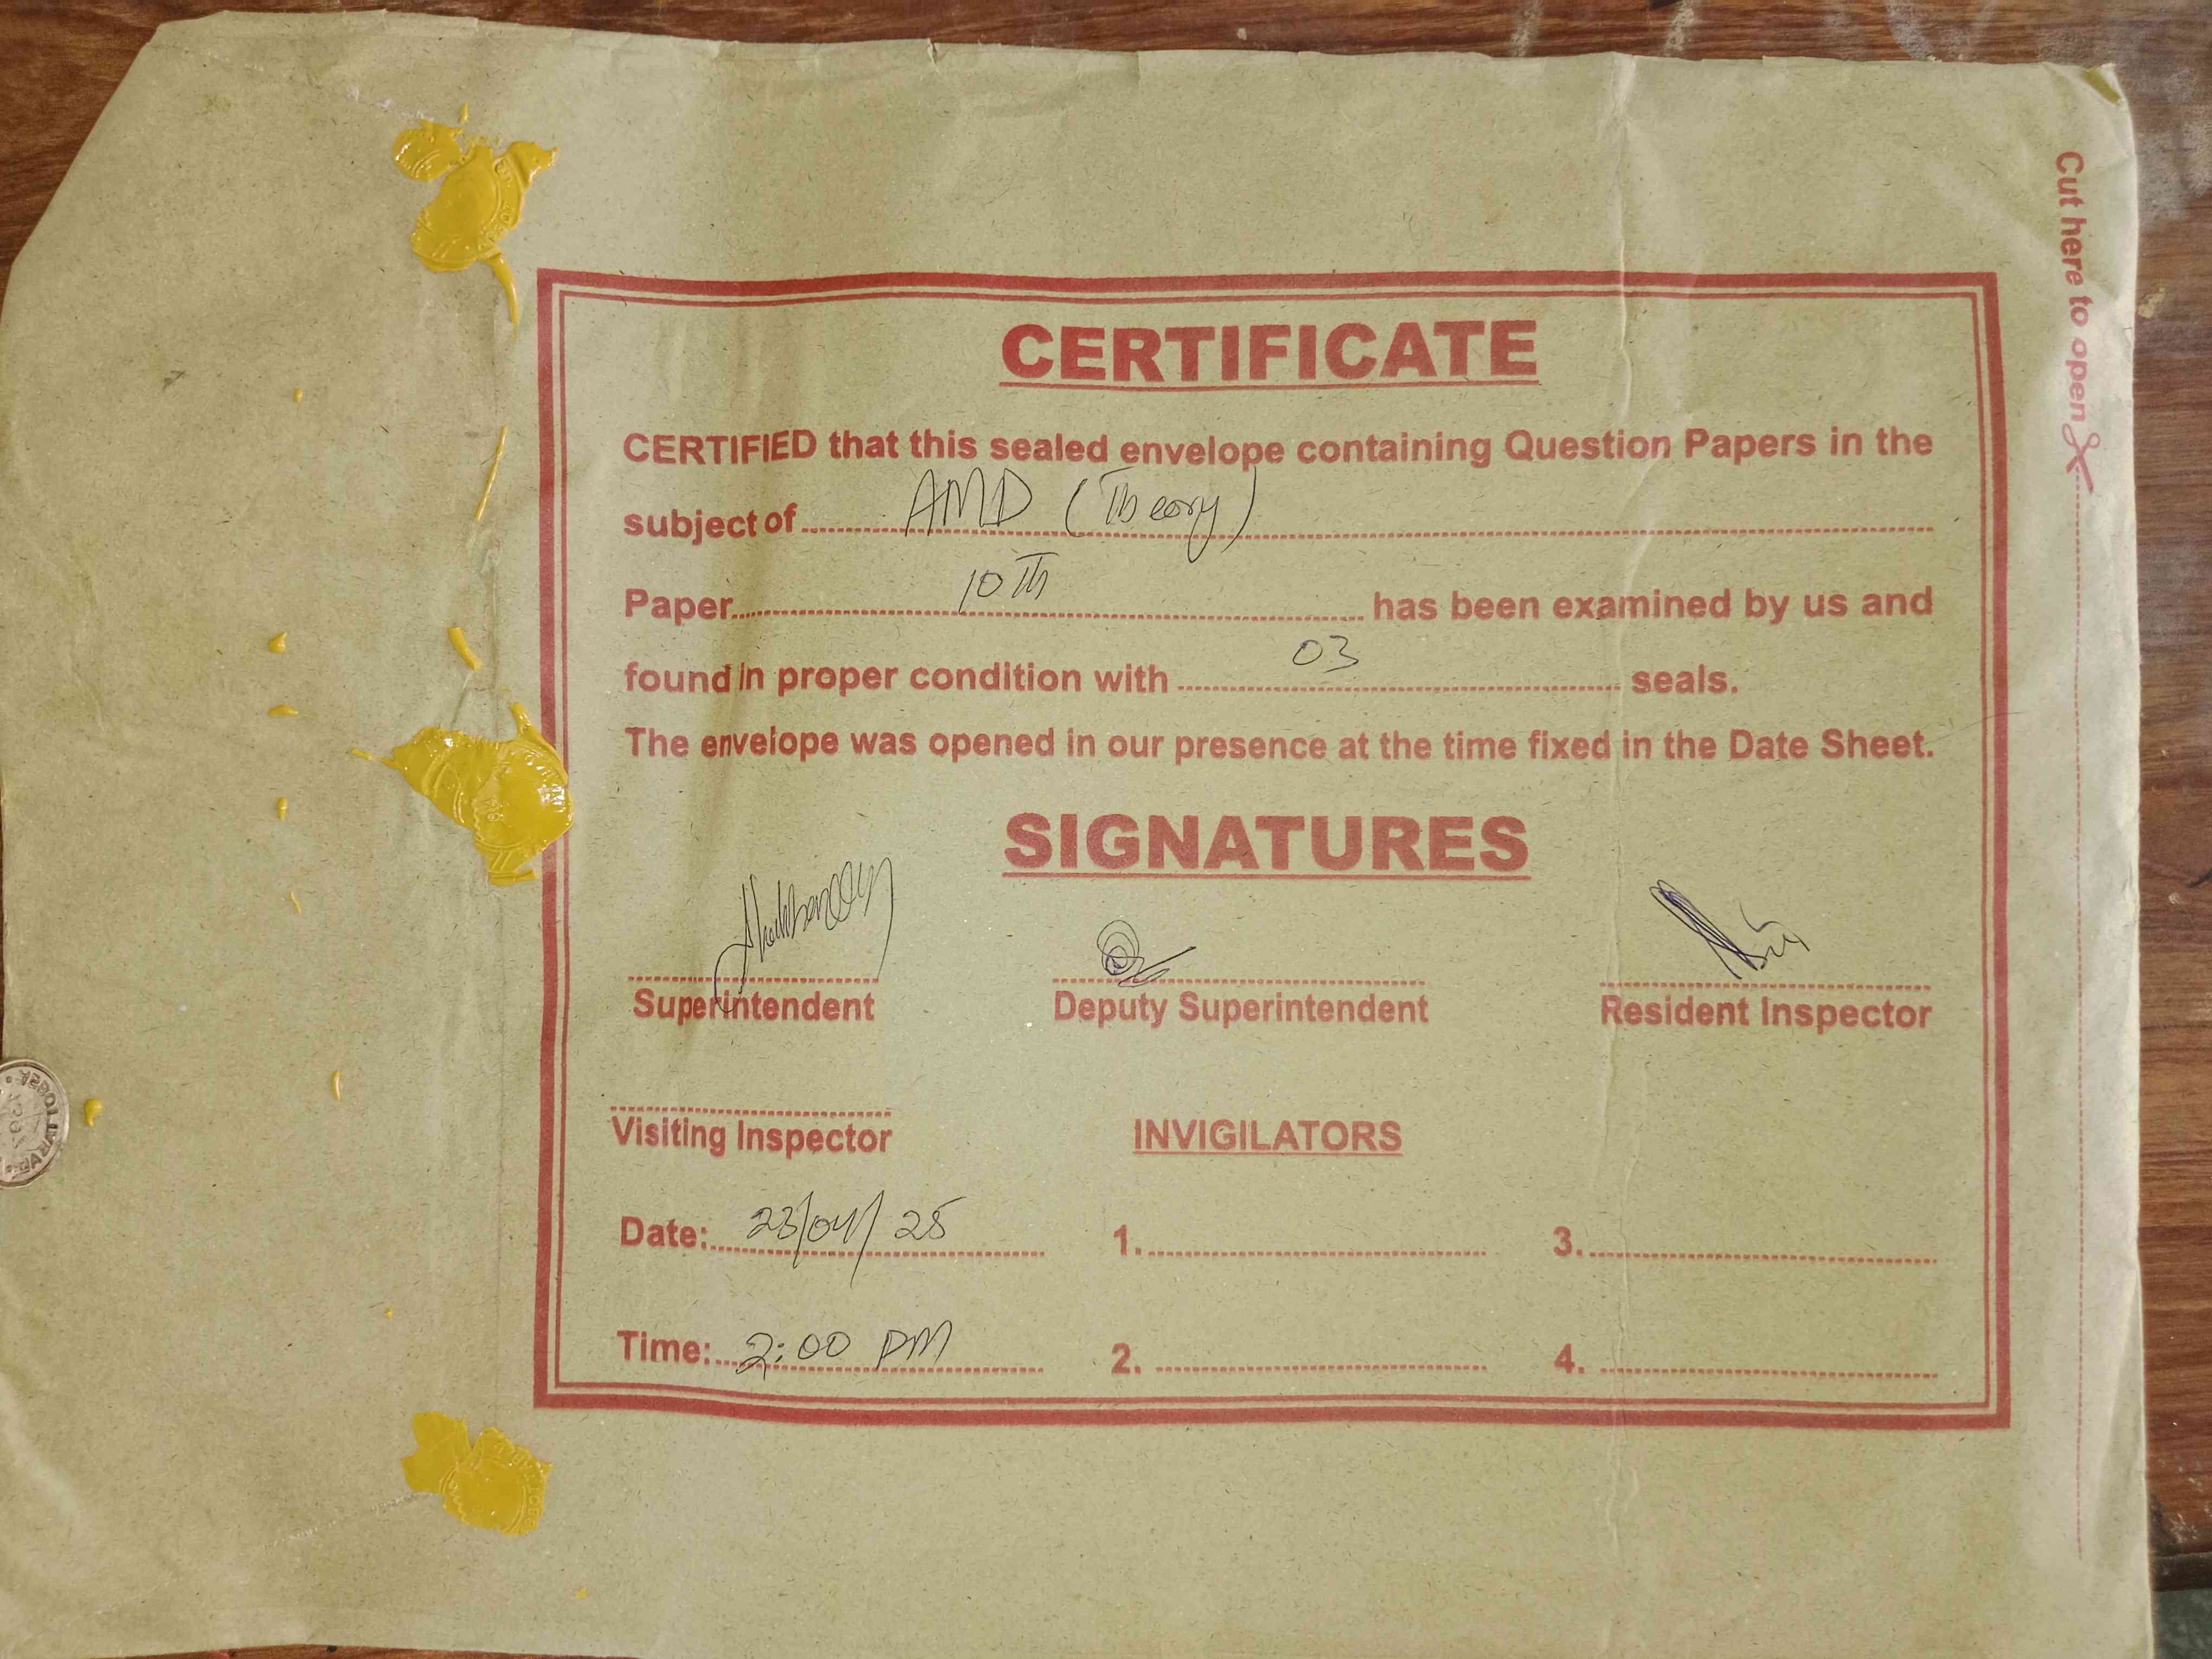 Cut here to open
CERTIFICATE
CERTIFIED that this sealed envelope containing Question Papers in the
subject of AMD (Theory)
Paper 10Th has been examined by us and
found in proper condition with 03 seals.
The envelope was opened in our presence at the time fixed in the Date Sheet.
SIGNATURES
Superintendent Deputy Superintendent Resident Inspector
Visiting Inspector INVIGILATORS
Date: 23/04/25 1. 3.
Time: 2:00 PM 2. 4.